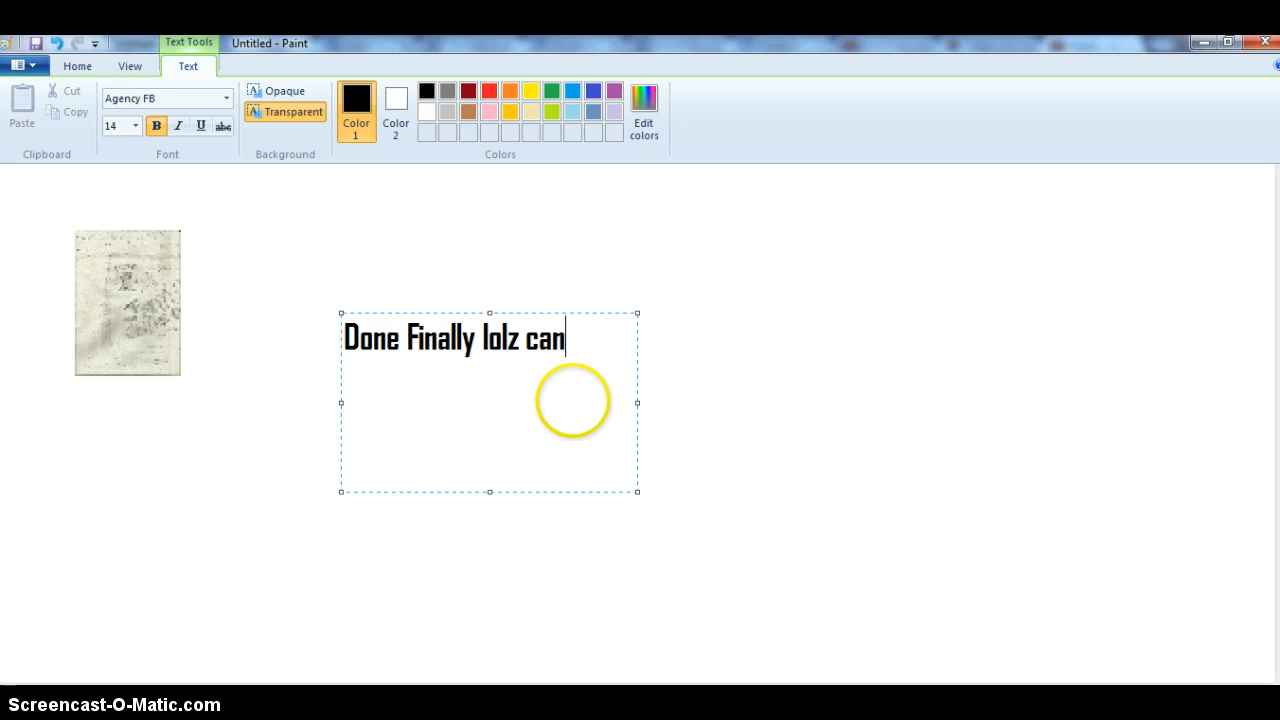 Text Tools
Untitled - Paint
Home View Text
Paste
Cut
Copy
Clipboard
Agency FB
14 B I U abc
Font
Opaque
Transparent
Background
Color 1
Color 2
Edit colors
Colors
Done Finally lolz can
Screencast-O-Matic.com